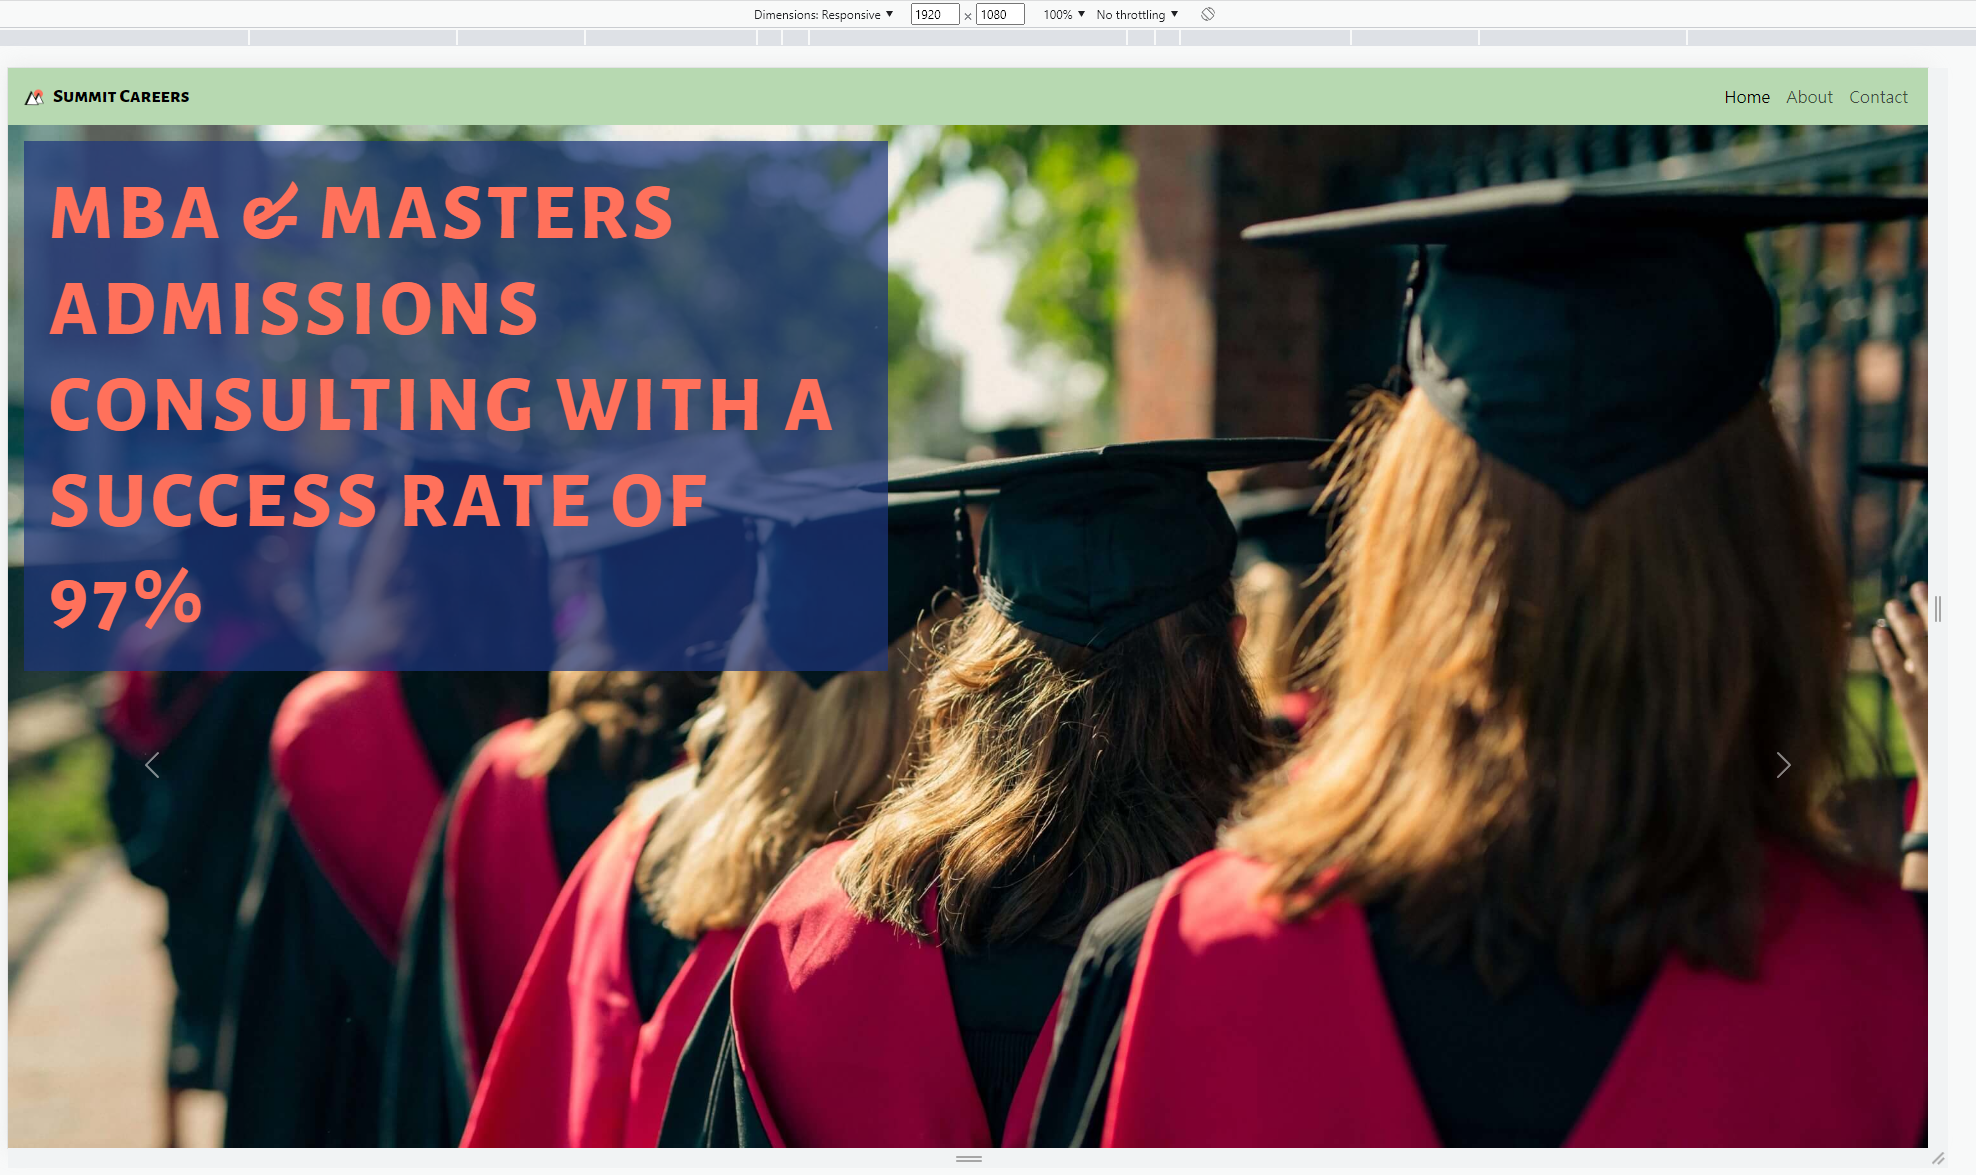 Dimensions: Responsive ▼ 1920 × 1080 100% ▼ No throttling ▼
Summit Careers
Home About Contact
MBA & MASTERS
ADMISSIONS
CONSULTING WITH A
SUCCESS RATE OF
97%